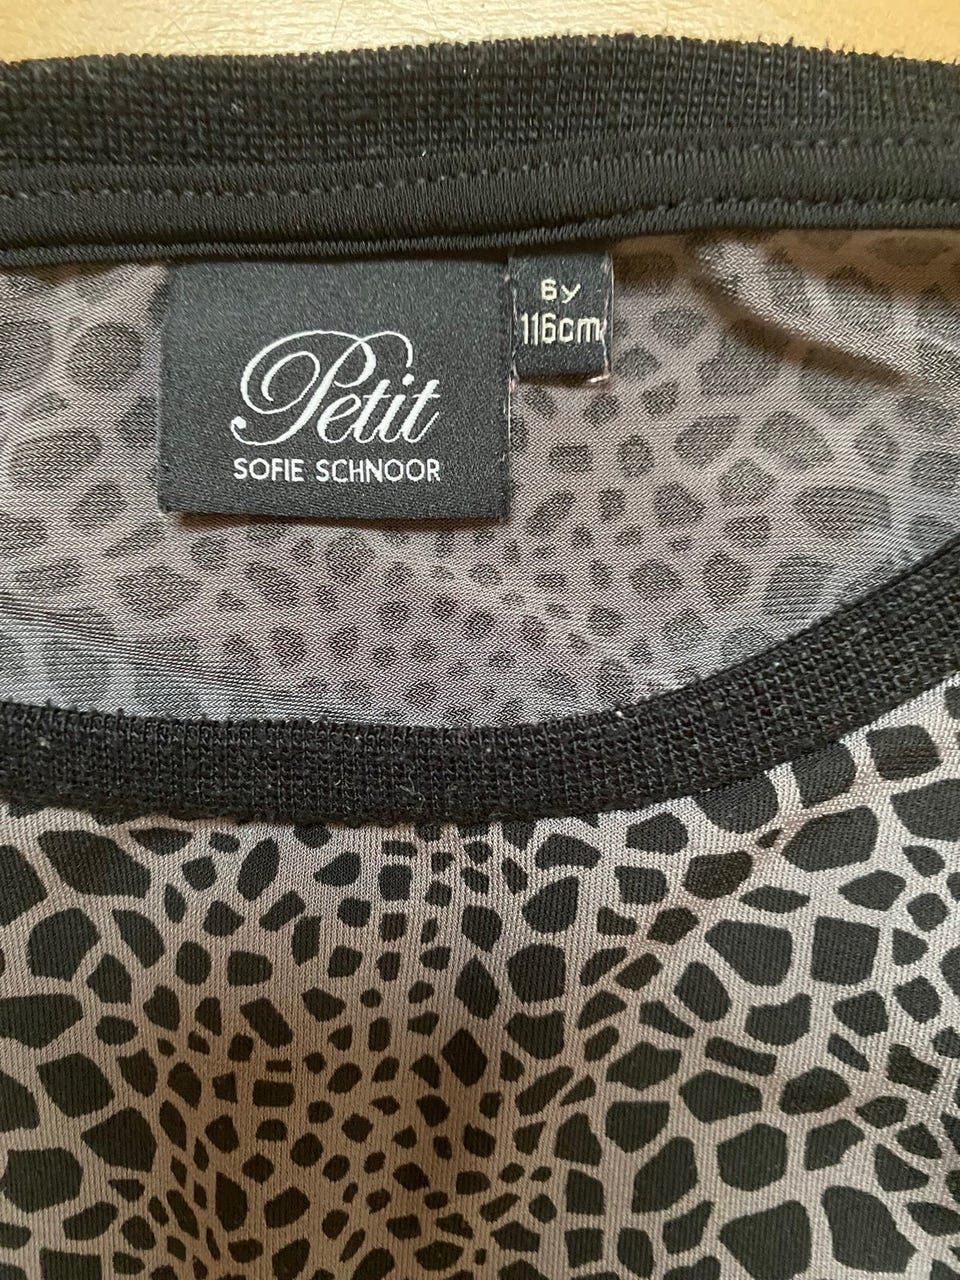 Petit
SOFIE SCHNOOR
6y
116cm